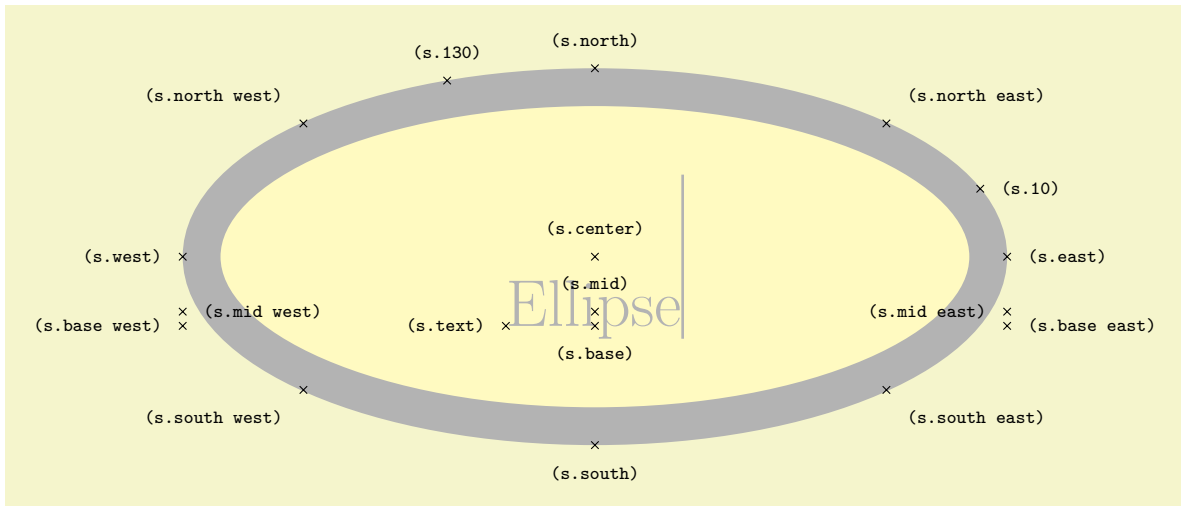 (s.north)
(s.130)
(s.north west)
(s.north east)
(s.10)
(s.center)
(s.west)
(s.east)
(s.mid)
Ellipse
(s.mid west)
(s.mid east)
(s.base west)
(s.text)
(s.base east)
(s.base)
(s.south west)
(s.south east)
(s.south)